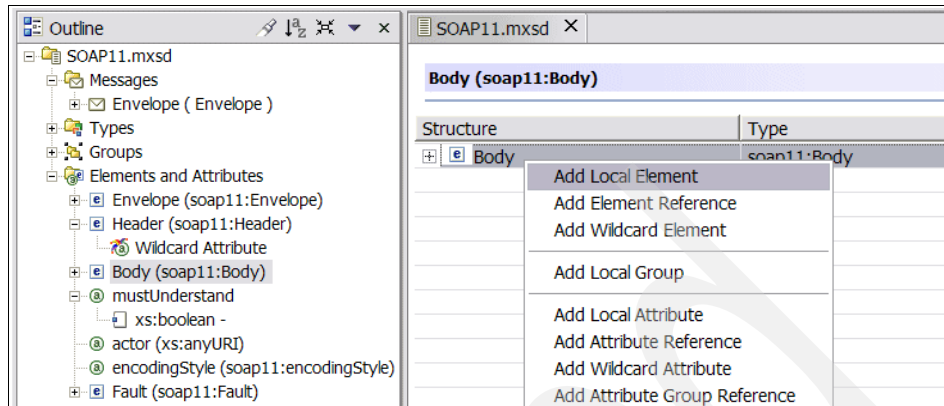 Outline
SOAP11.mxsd
Messages
Envelope ( Envelope )
Types
Groups
Elements and Attributes
Envelope (soap11:Envelope)
Header (soap11:Header)
Wildcard Attribute
Body (soap11:Body)
mustUnderstand
xs:boolean -
actor (xs:anyURI)
encodingStyle (soap11:encodingStyle)
Fault (soap11:Fault)
SOAP11.mxsd
Body (soap11:Body)
Structure Type
Body soap11:Body
Add Local Element
Add Element Reference
Add Wildcard Element
Add Local Group
Add Local Attribute
Add Attribute Reference
Add Wildcard Attribute
Add Attribute Group Reference